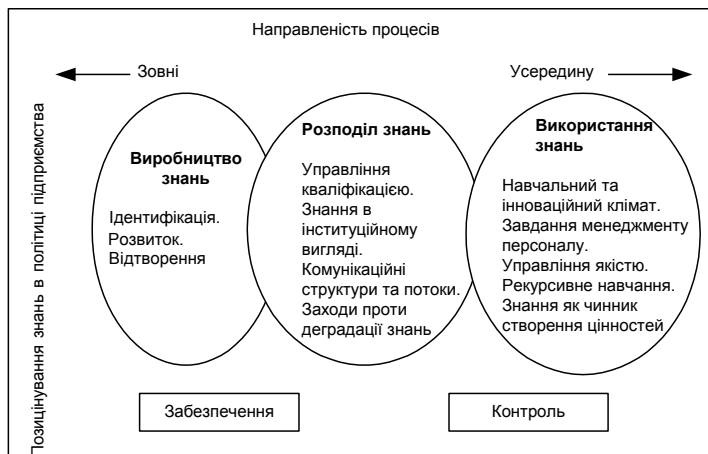 Направленість процесів
Зовні
Усередину
Позицінування знань в політиці підприємства
Виробництво
знань
Ідентифікація.
Розвиток.
Відтворення
Розподіл знань
Управління
кваліфікацією.
Знання в
інституційному
вигляді.
Комунікаційні
структури та потоки.
Заходи проти
деградації знань
Використання
знань
Навчальний та
інноваційний клімат.
Завдання менеджменту
персоналу.
Управління якістю.
Рекурсивне навчання.
Знання як чинник
створення цінностей
Забезпечення
Контроль